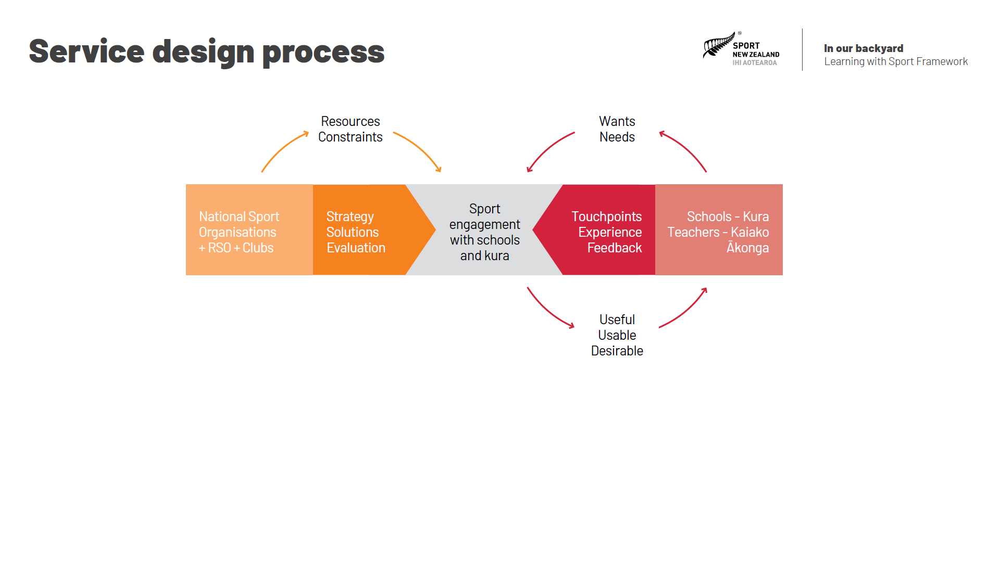 Service design process
SPORT
NEW ZEALAND
IHI AOTEAROA
In our backyard
Learning with Sport Framework
Resources
Constraints
Wants
Needs
National Sport
Organisations
+ RSO + Clubs
Strategy
Solutions
Evaluation
Sport
engagement
with schools
and kura
Touchpoints
Experience
Feedback
Schools - Kura
Teachers - Kaiako
Ākonga
Useful
Usable
Desirable